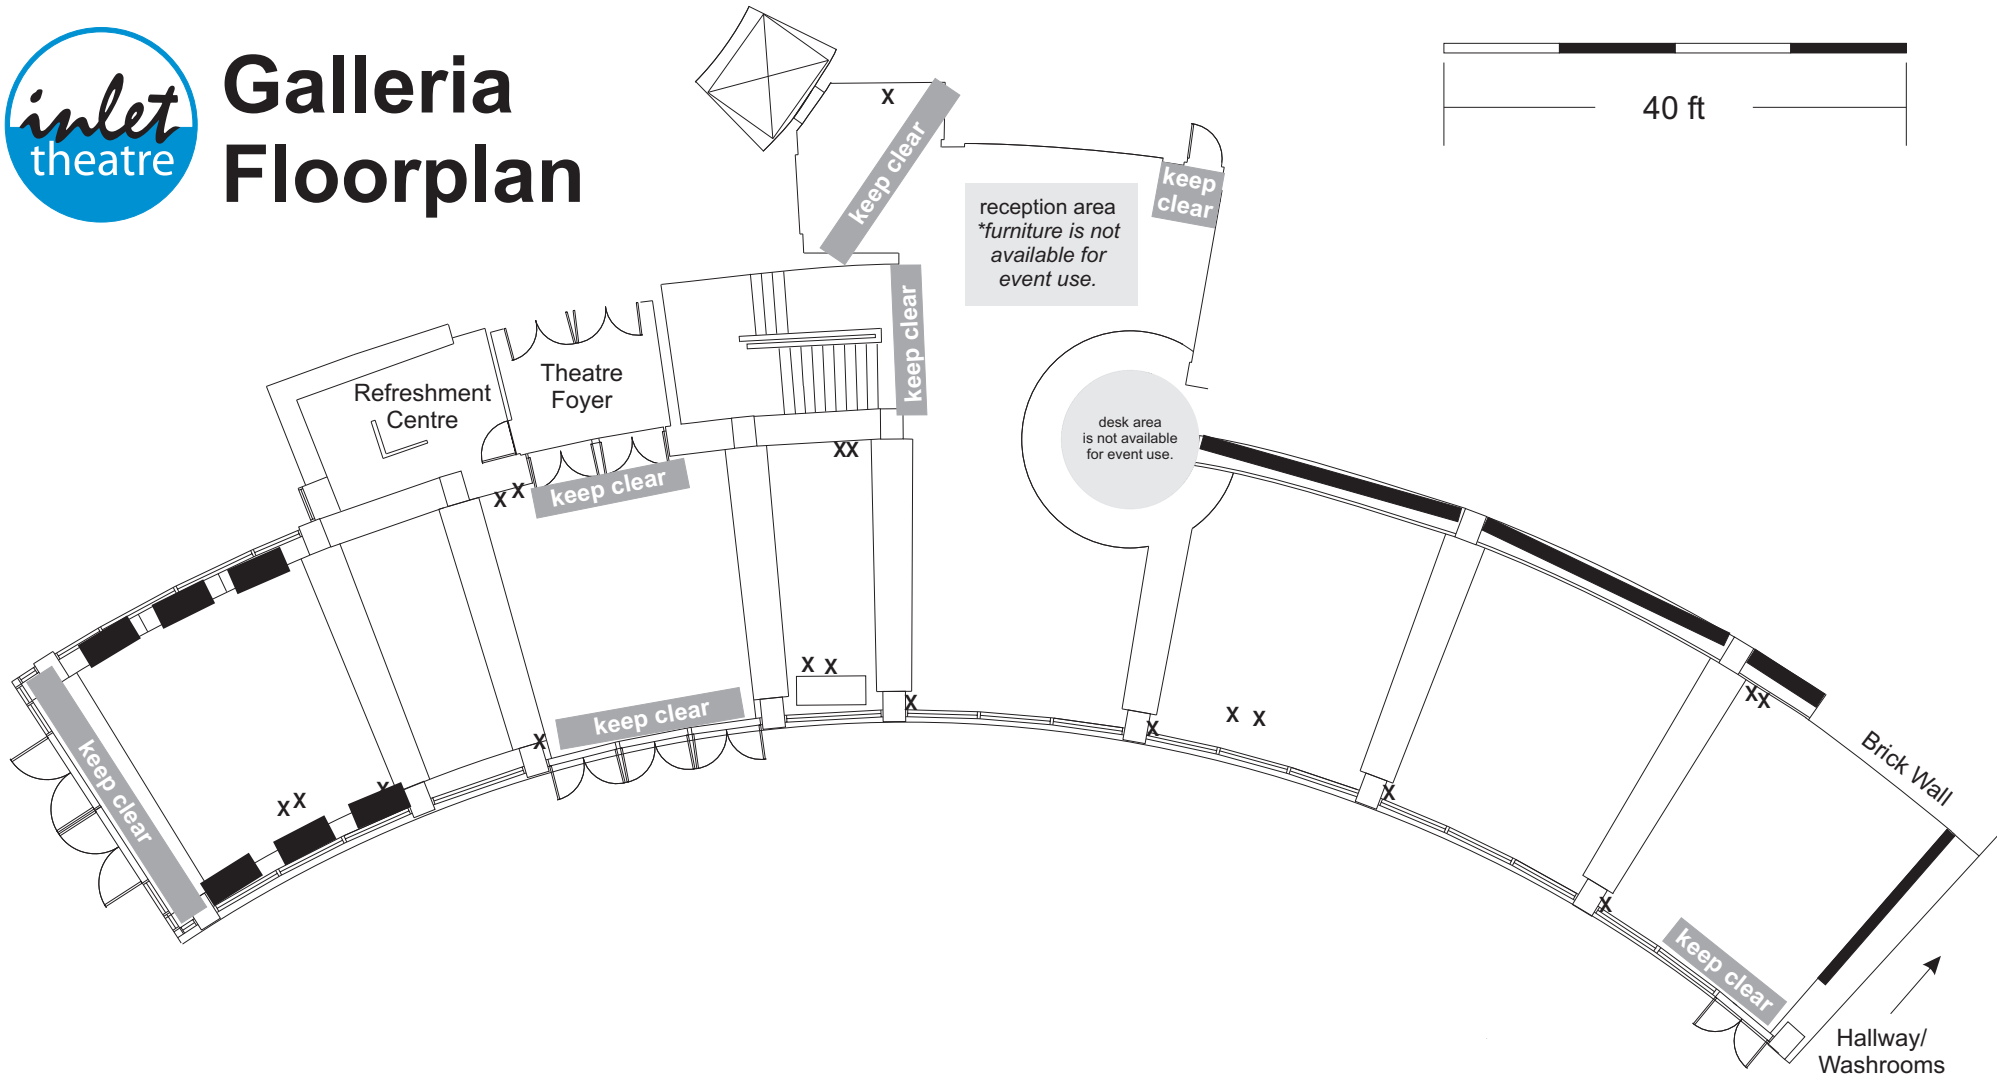 inlet
theatre
Galleria
Floorplan
40 ft
X
keep clear
keep
clear
reception area
*furniture is not
available for
event use.
keep clear
Theatre
Foyer
Refreshment
Centre
desk area
is not available
for event use.
XX
X X
keep clear
X X
keep clear
X
X
X
X X
X X
X
keep clear
X
X
XX
Brick Wall
X
keep clear
Hallway/
Washrooms